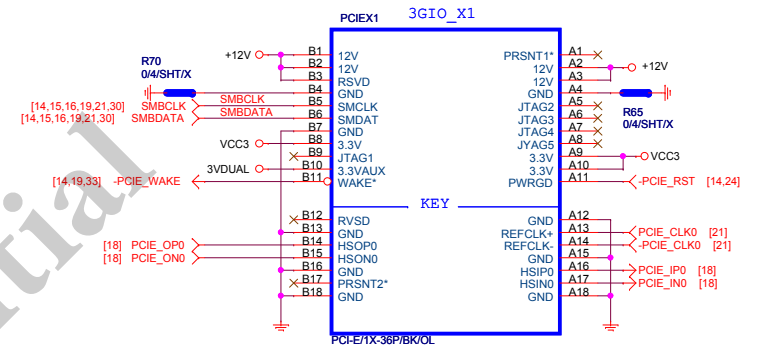 3GIO_X1
PCIEX1
R70
0/4/SHT/X
+12V
B1 12V
B2 12V
B3 RSVD
B4 GND
[14,15,16,19,21,30] SMBCLK SMBCLK B5 SMCLK
[14,15,16,19,21,30] SMBDATA SMBDATA B6 SMDAT
B7 GND
VCC3 B8 3.3V
B9 JTAG1
3VDUAL B10 3.3VAUX
[14,19,33] -PCIE_WAKE B11 WAKE*
KEY
B12 RVSD
B13 GND
[18] PCIE_OP0 B14 HSOP0
[18] PCIE_ON0 B15 HSON0
B16 GND
B17 PRSNT2*
B18 GND
PRSNT1* A1
12V A2 +12V
12V A3
GND A4
R65
0/4/SHT/X
JTAG2 A5
JTAG3 A6
JTAG4 A7
JYAG5 A8
3.3V A9 VCC3
3.3V A10
PWRGD A11 -PCIE_RST [14,24]
GND A12
REFCLK+ A13 PCIE_CLK0 [21]
REFCLK- A14 -PCIE_CLK0 [21]
GND A15
HSIP0 A16 PCIE_IP0 [18]
HSIN0 A17 PCIE_IN0 [18]
GND A18
PCI-E/1X-36P/BK/OL
tial